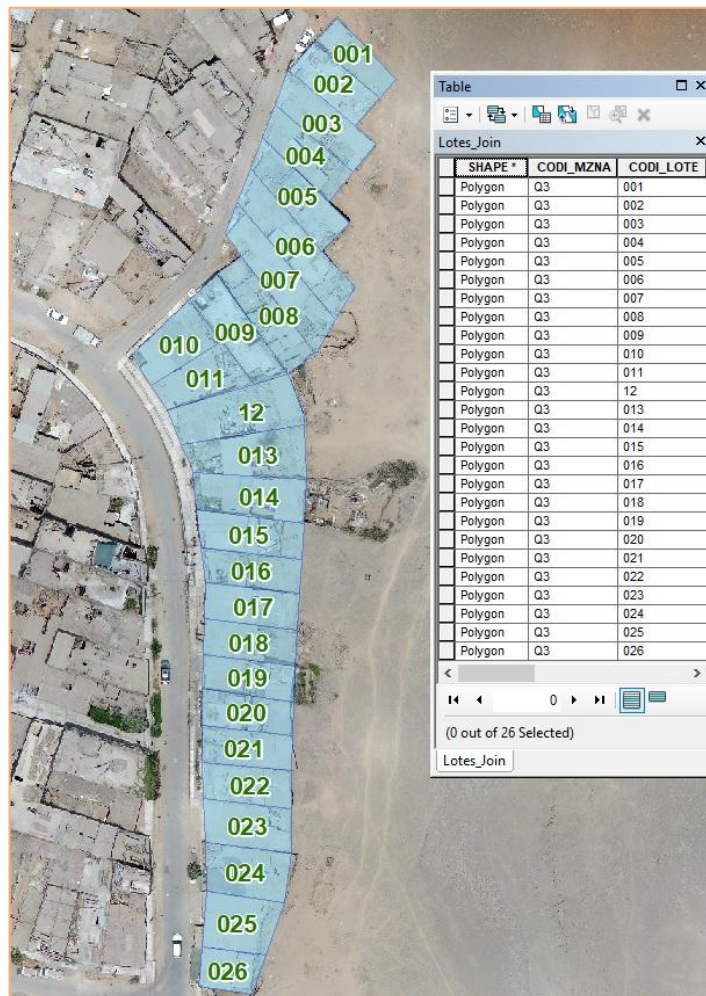 001
002
003
004
005
006
007
008
009
010
011
12
013
014
015
016
017
018
019
020
021
022
023
024
025
026
Table
Lotes_Join
SHAPE * CODI_MZNA CODI_LOTE
Polygon Q3 001
Polygon Q3 002
Polygon Q3 003
Polygon Q3 004
Polygon Q3 005
Polygon Q3 006
Polygon Q3 007
Polygon Q3 008
Polygon Q3 009
Polygon Q3 010
Polygon Q3 011
Polygon Q3 12
Polygon Q3 013
Polygon Q3 014
Polygon Q3 015
Polygon Q3 016
Polygon Q3 017
Polygon Q3 018
Polygon Q3 019
Polygon Q3 020
Polygon Q3 021
Polygon Q3 022
Polygon Q3 023
Polygon Q3 024
Polygon Q3 025
Polygon Q3 026
0
(0 out of 26 Selected)
Lotes_Join